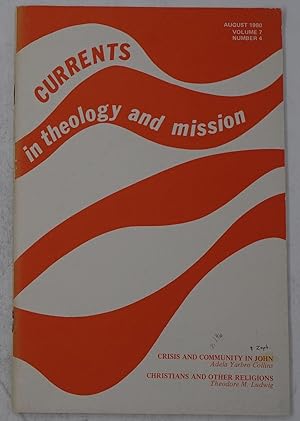 AUGUST 1980
VOLUME 7
NUMBER 4
CURRENTS
in theology and mission
CRISIS AND COMMUNITY IN JOHN
Adela Yarbro Collins
CHRISTIANS AND OTHER RELIGIONS
Theodore M. Ludwig